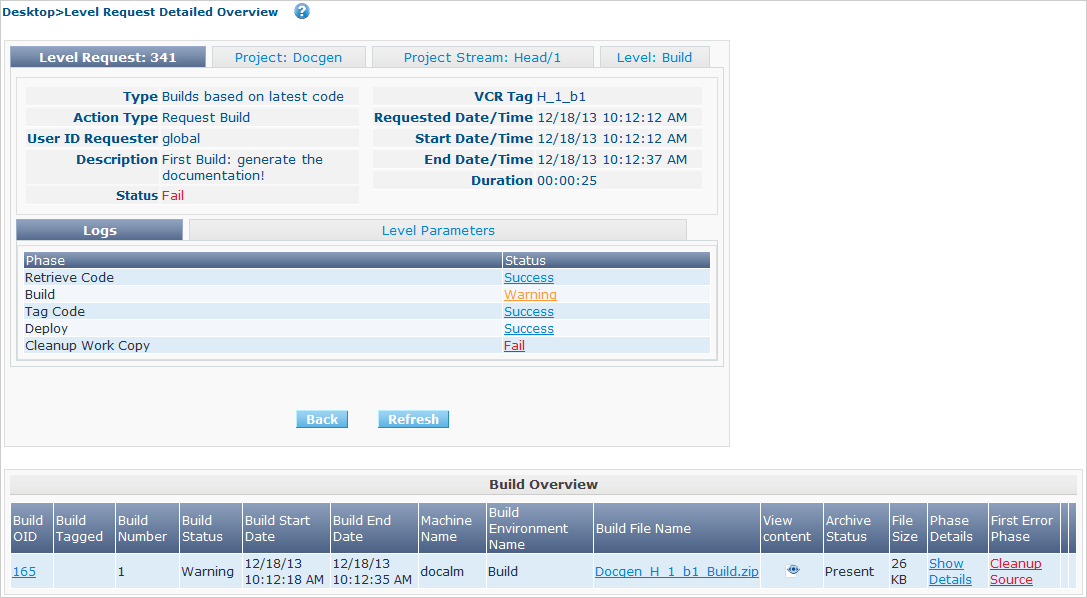 Desktop>Level Request Detailed Overview ?
Level Request: 341 Project: Docgen Project Stream: Head/1 Level: Build
Type Builds based on latest code
Action Type Request Build
User ID Requester global
Description First Build: generate the
documentation!
Status Fail
VCR Tag H_1_b1
Requested Date/Time 12/18/13 10:12:12 AM
Start Date/Time 12/18/13 10:12:12 AM
End Date/Time 12/18/13 10:12:37 AM
Duration 00:00:25
Logs Level Parameters
Phase Status
Retrieve Code Success
Build Warning
Tag Code Success
Deploy Success
Cleanup Work Copy Fail
Back Refresh
Build Overview
Build OID Build Tagged Build Number Build Status Build Start Date Build End Date Machine Name Build Environment Name Build File Name View content Archive Status File Size Phase Details First Error Phase
165 1 Warning 12/18/13 10:12:18 AM 12/18/13 10:12:35 AM docalm Build Docgen_H_1_b1_Build.zip Present 26 KB Show Details Cleanup Source